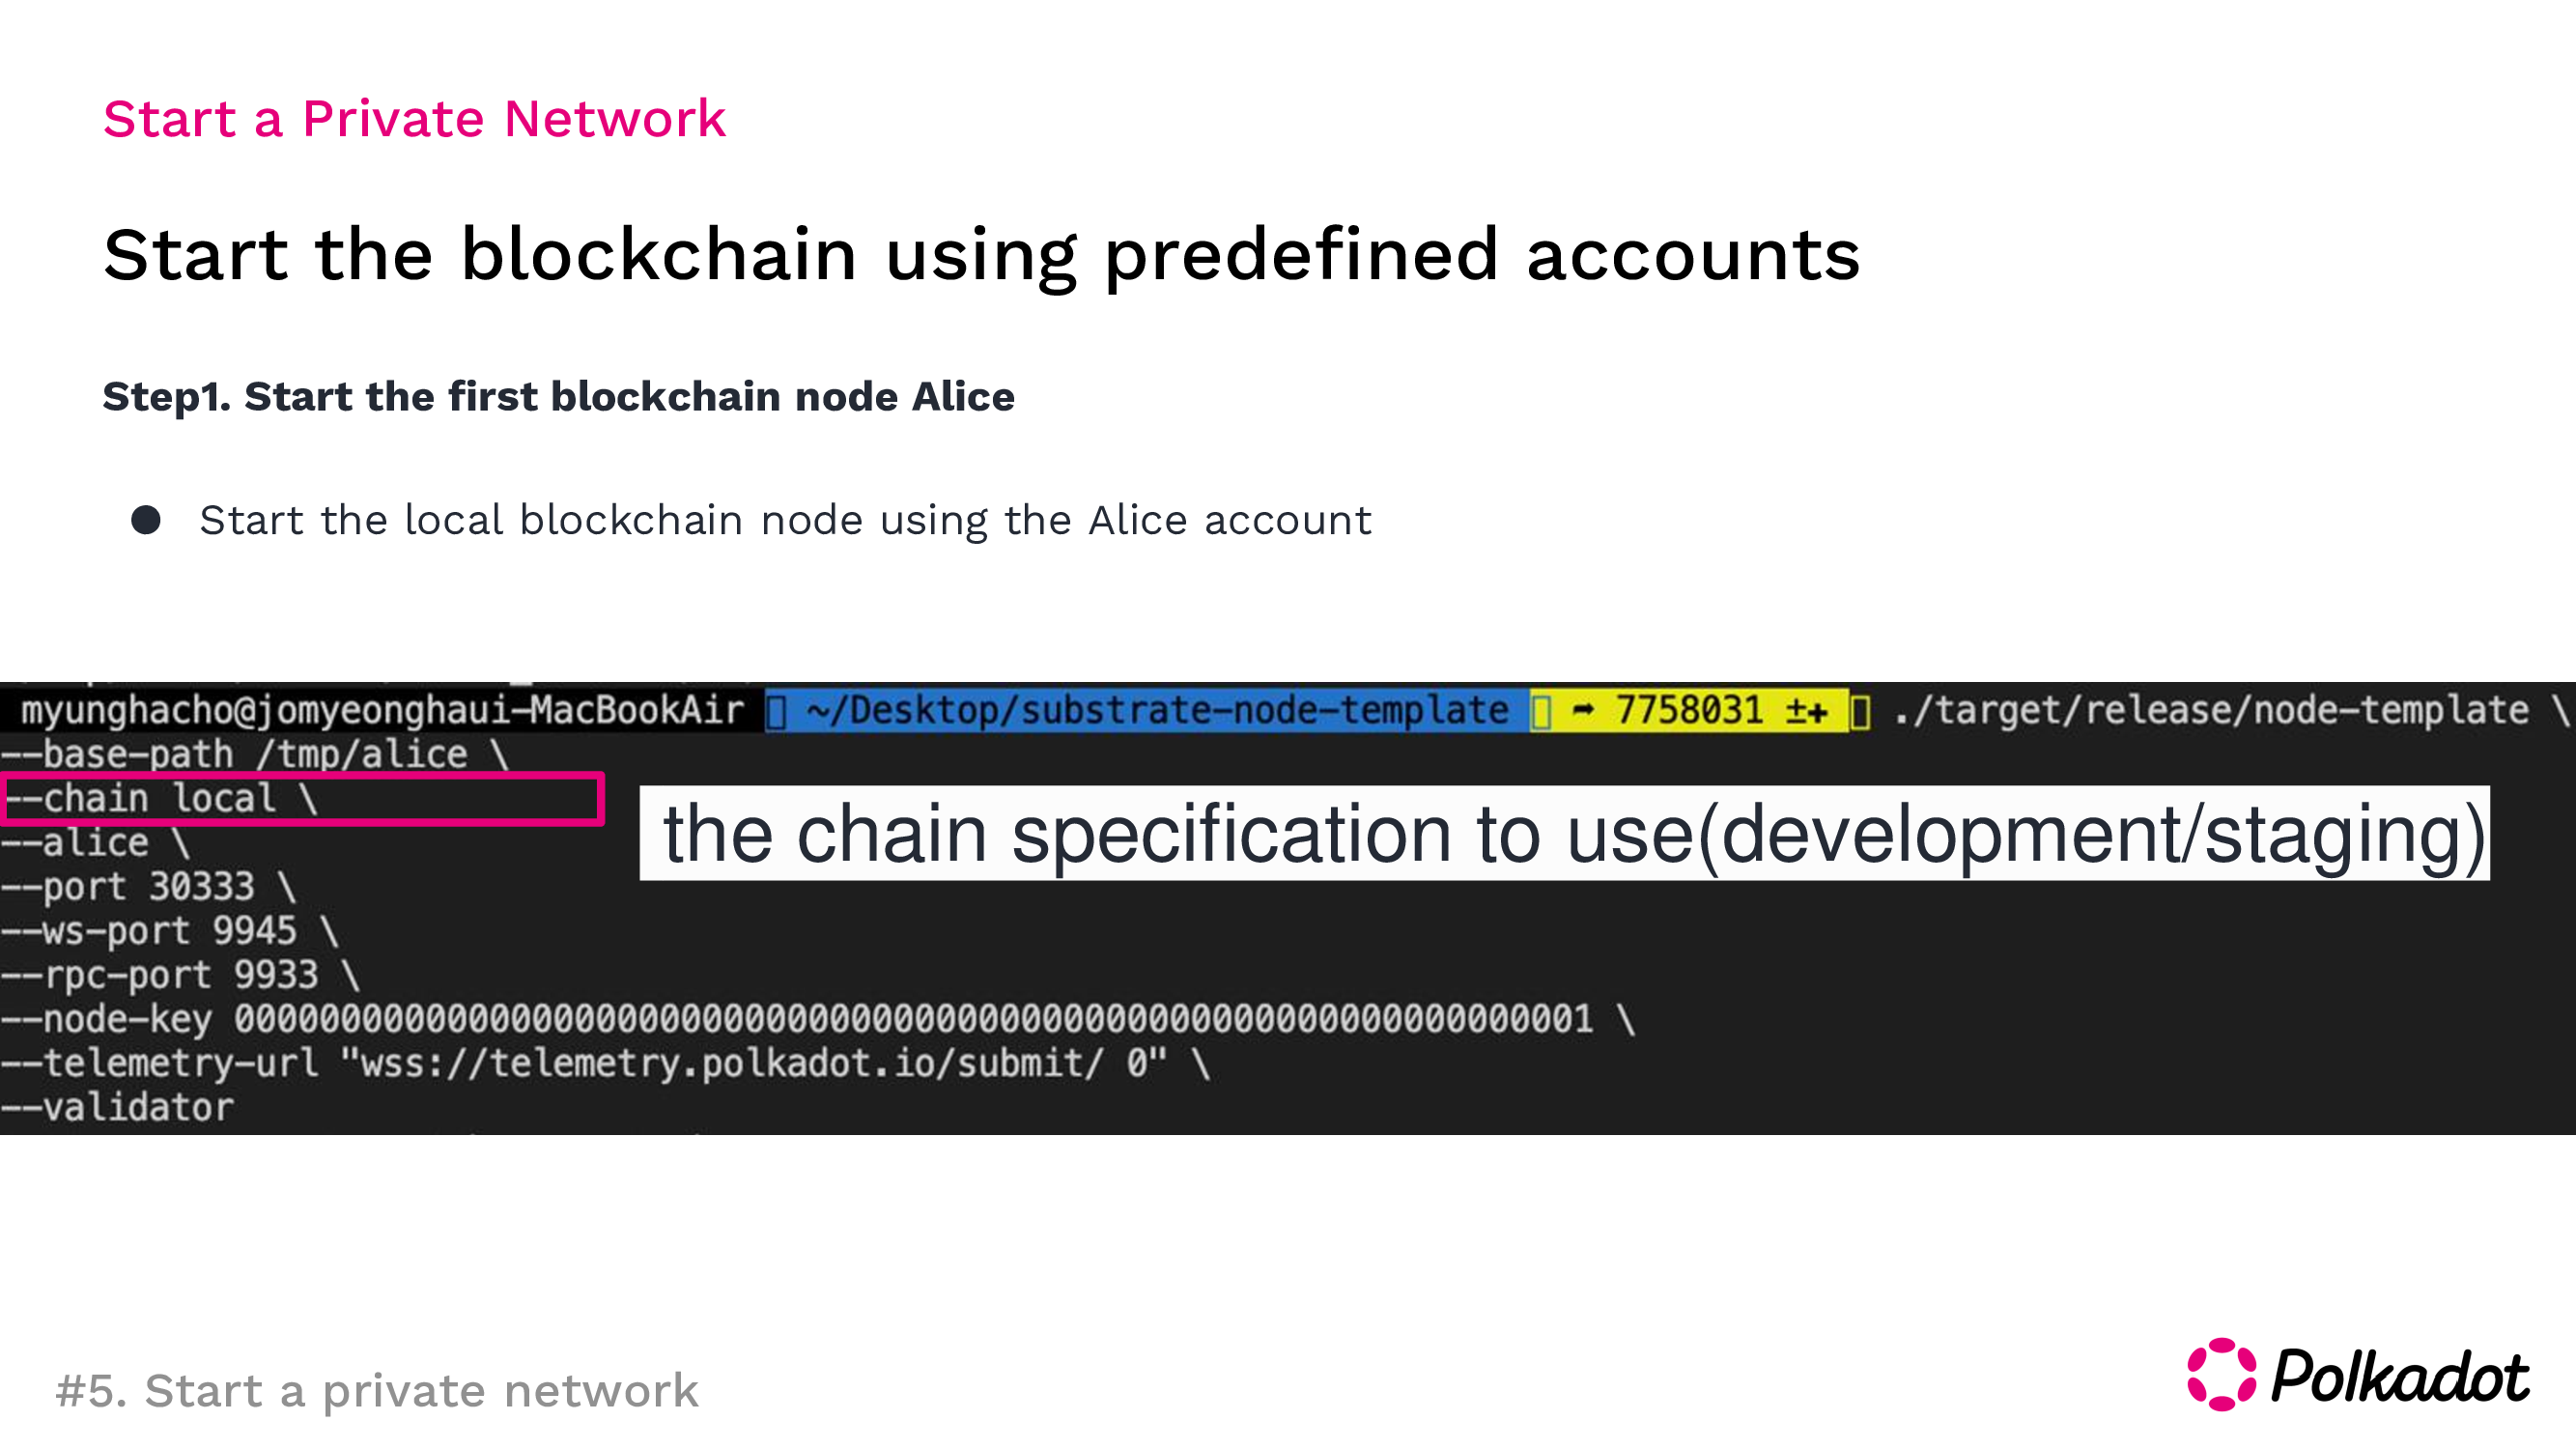 Start a Private Network
Start the blockchain using predefined accounts
Step1. Start the first blockchain node Alice
● Start the local blockchain node using the Alice account
myunghacho@jomyeonghaui-MacBookAir ~/Desktop/substrate-node-template ➦ 7758031 ±✚ ./target/release/node-template \
--base-path /tmp/alice \
--chain local \
the chain specification to use(development/staging)
--alice \
--port 30333 \
--ws-port 9945 \
--rpc-port 9933 \
--node-key 0000000000000000000000000000000000000000000000000000000000000001 \
--telemetry-url "wss://telemetry.polkadot.io/submit/ 0" \
--validator
#5. Start a private network
Polkadot